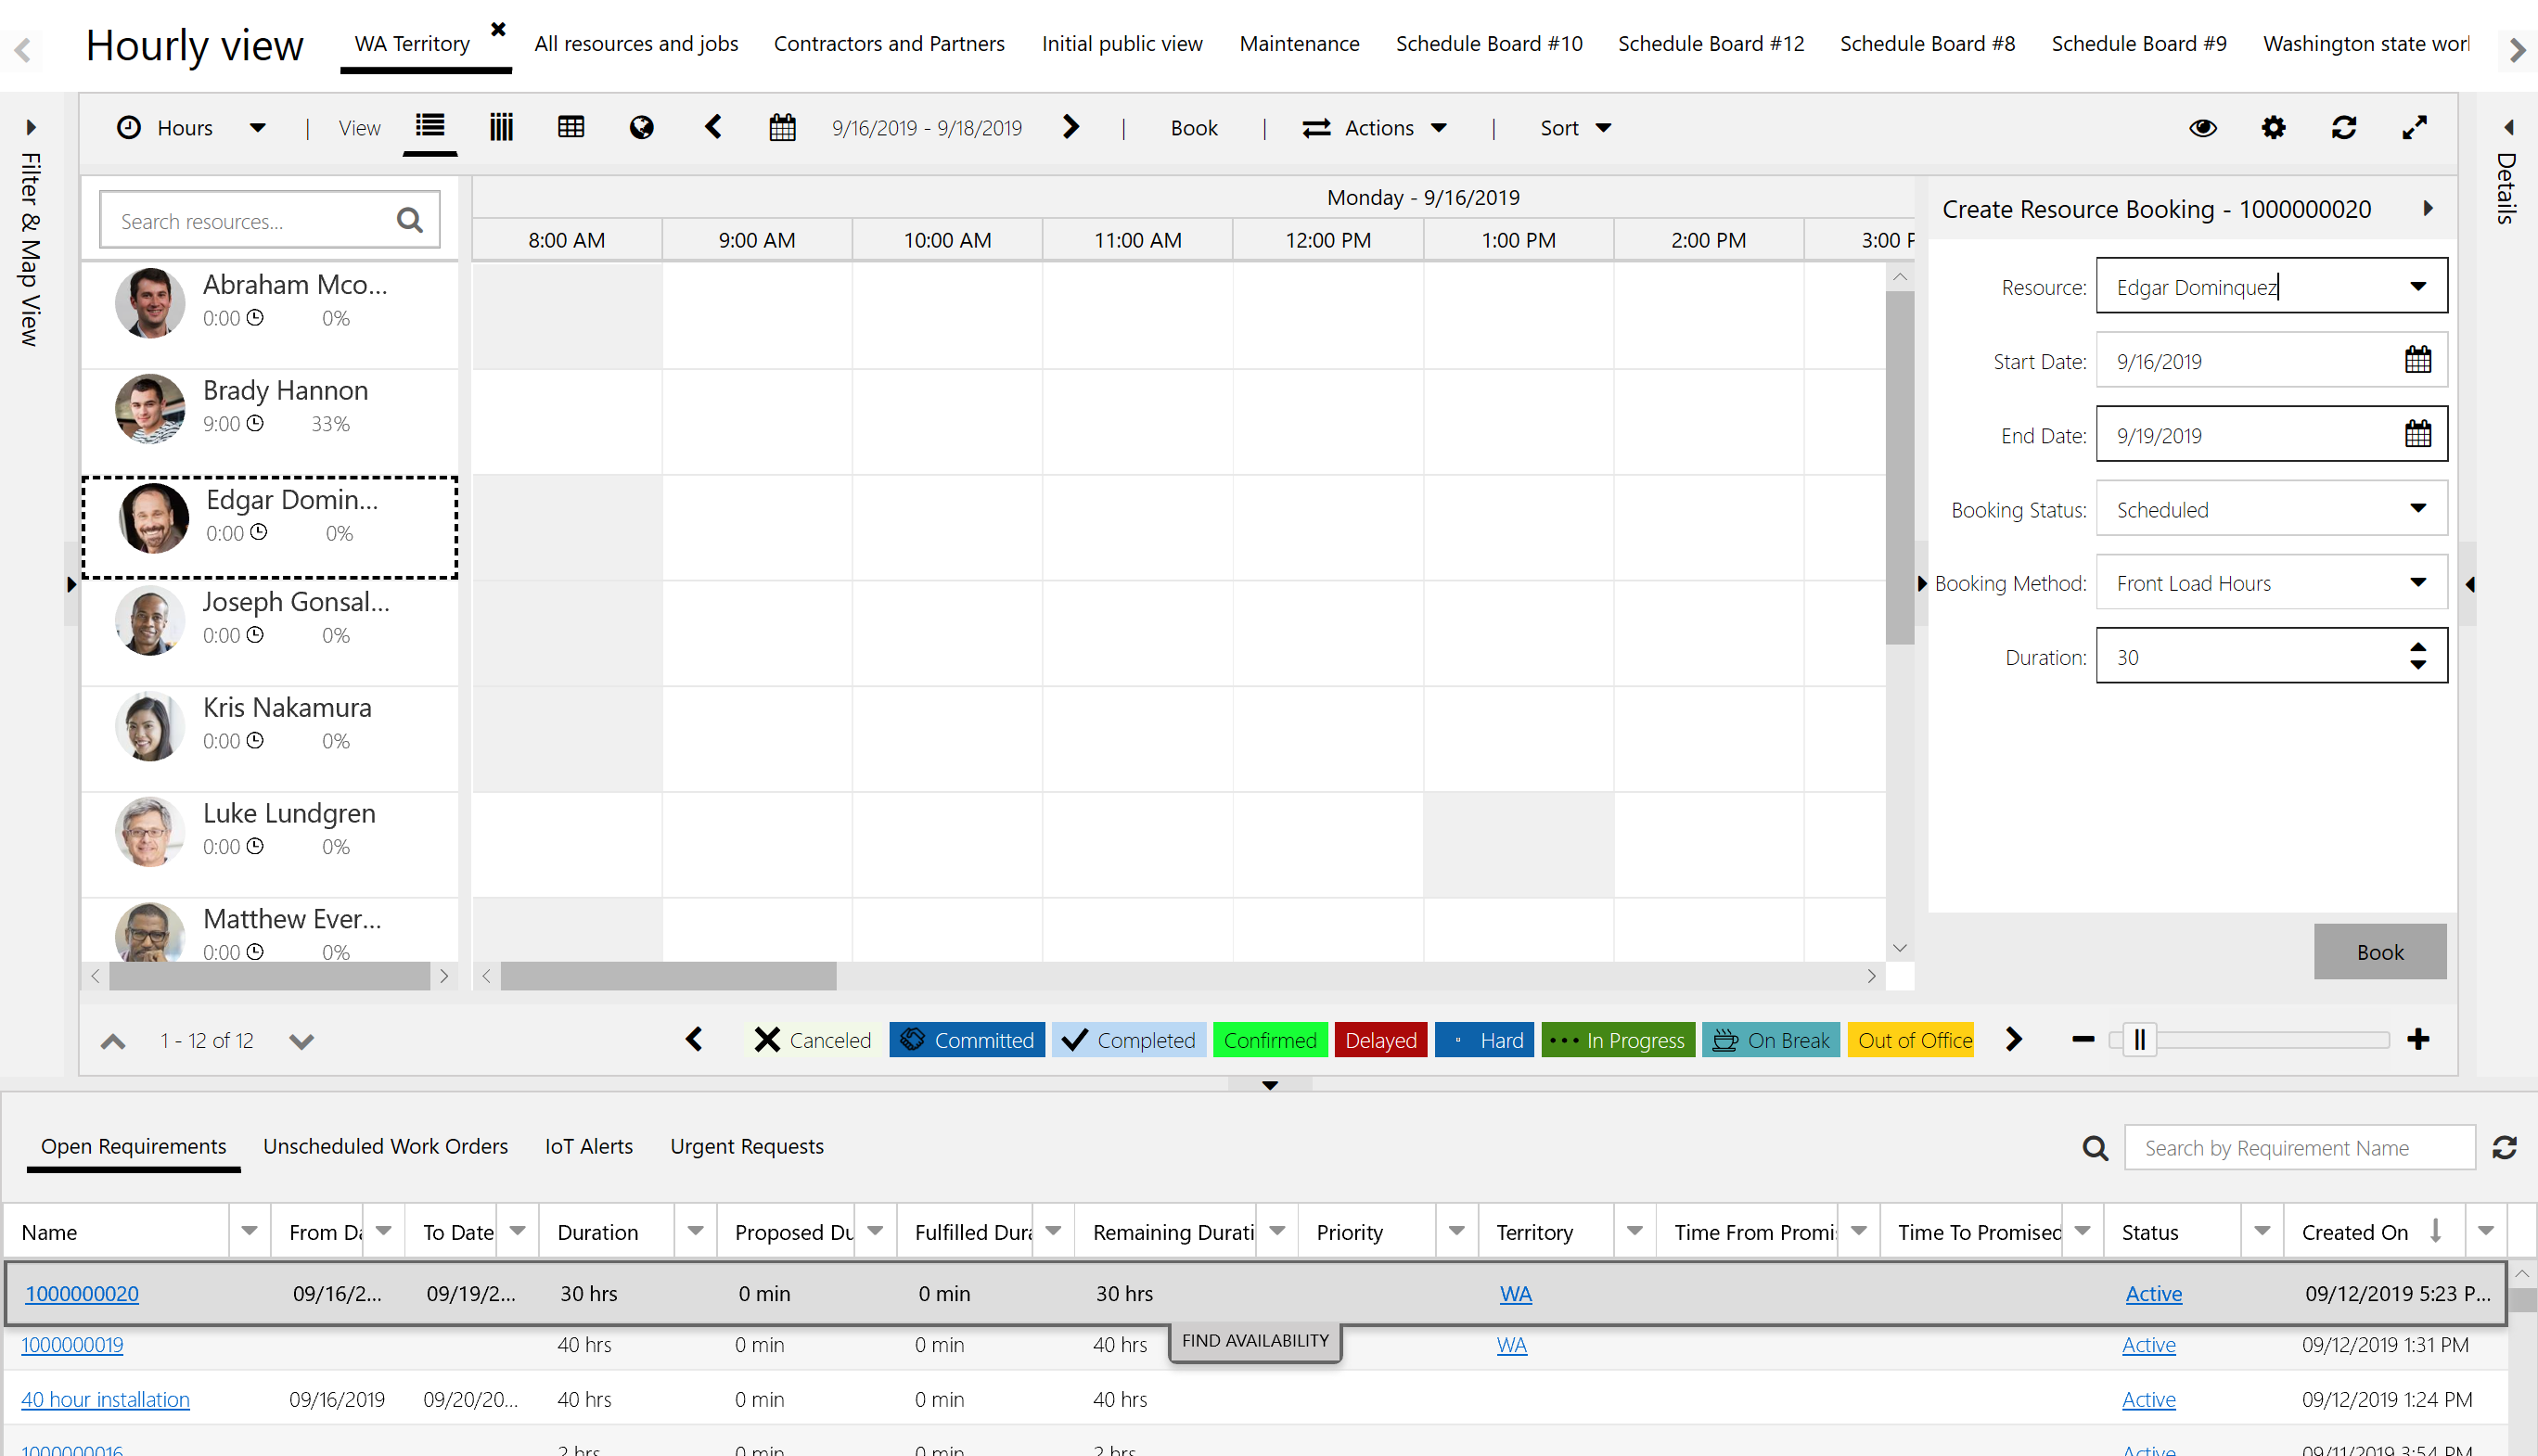 Hourly view
WA Territory
All resources and jobs
Contractors and Partners
Initial public view
Maintenance
Schedule Board #10
Schedule Board #12
Schedule Board #8
Schedule Board #9
Washington state worl
Filter & Map View
Hours | View 9/16/2019 - 9/18/2019 | Book | Actions | Sort
Details
Search resources...
Monday - 9/16/2019
8:00 AM 9:00 AM 10:00 AM 11:00 AM 12:00 PM 1:00 PM 2:00 PM 3:00 P
Abraham Mco...
0:00 0%
Brady Hannon
9:00 33%
Edgar Domin...
0:00 0%
Joseph Gonsal...
0:00 0%
Kris Nakamura
0:00 0%
Luke Lundgren
0:00 0%
Matthew Ever...
0:00 0%
Create Resource Booking - 1000000020
Resource: Edgar Dominquez
Start Date: 9/16/2019
End Date: 9/19/2019
Booking Status: Scheduled
Booking Method: Front Load Hours
Duration: 30
Book
1 - 12 of 12
Canceled Committed Completed Confirmed Delayed Hard In Progress On Break Out of Office
Open Requirements Unscheduled Work Orders IoT Alerts Urgent Requests
Search by Requirement Name
Name From Da To Date Duration Proposed Du Fulfilled Dura Remaining Durati Priority Territory Time From Promi Time To Promised Status Created On
1000000020 09/16/2... 09/19/2... 30 hrs 0 min 0 min 30 hrs WA Active 09/12/2019 5:23 P...
1000000019 40 hrs 0 min 0 min 40 hrs WA Active 09/12/2019 1:31 PM
FIND AVAILABILITY
40 hour installation 09/16/2019 09/20/20... 40 hrs 0 min 0 min 40 hrs Active 09/12/2019 1:24 PM
1000000016 2 hrs 0 min 0 min 2 hrs Active 09/11/2019 3:54 PM